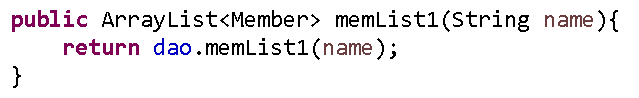 public ArrayList<Member> memList1(String name){
    return dao.memList1(name);
}